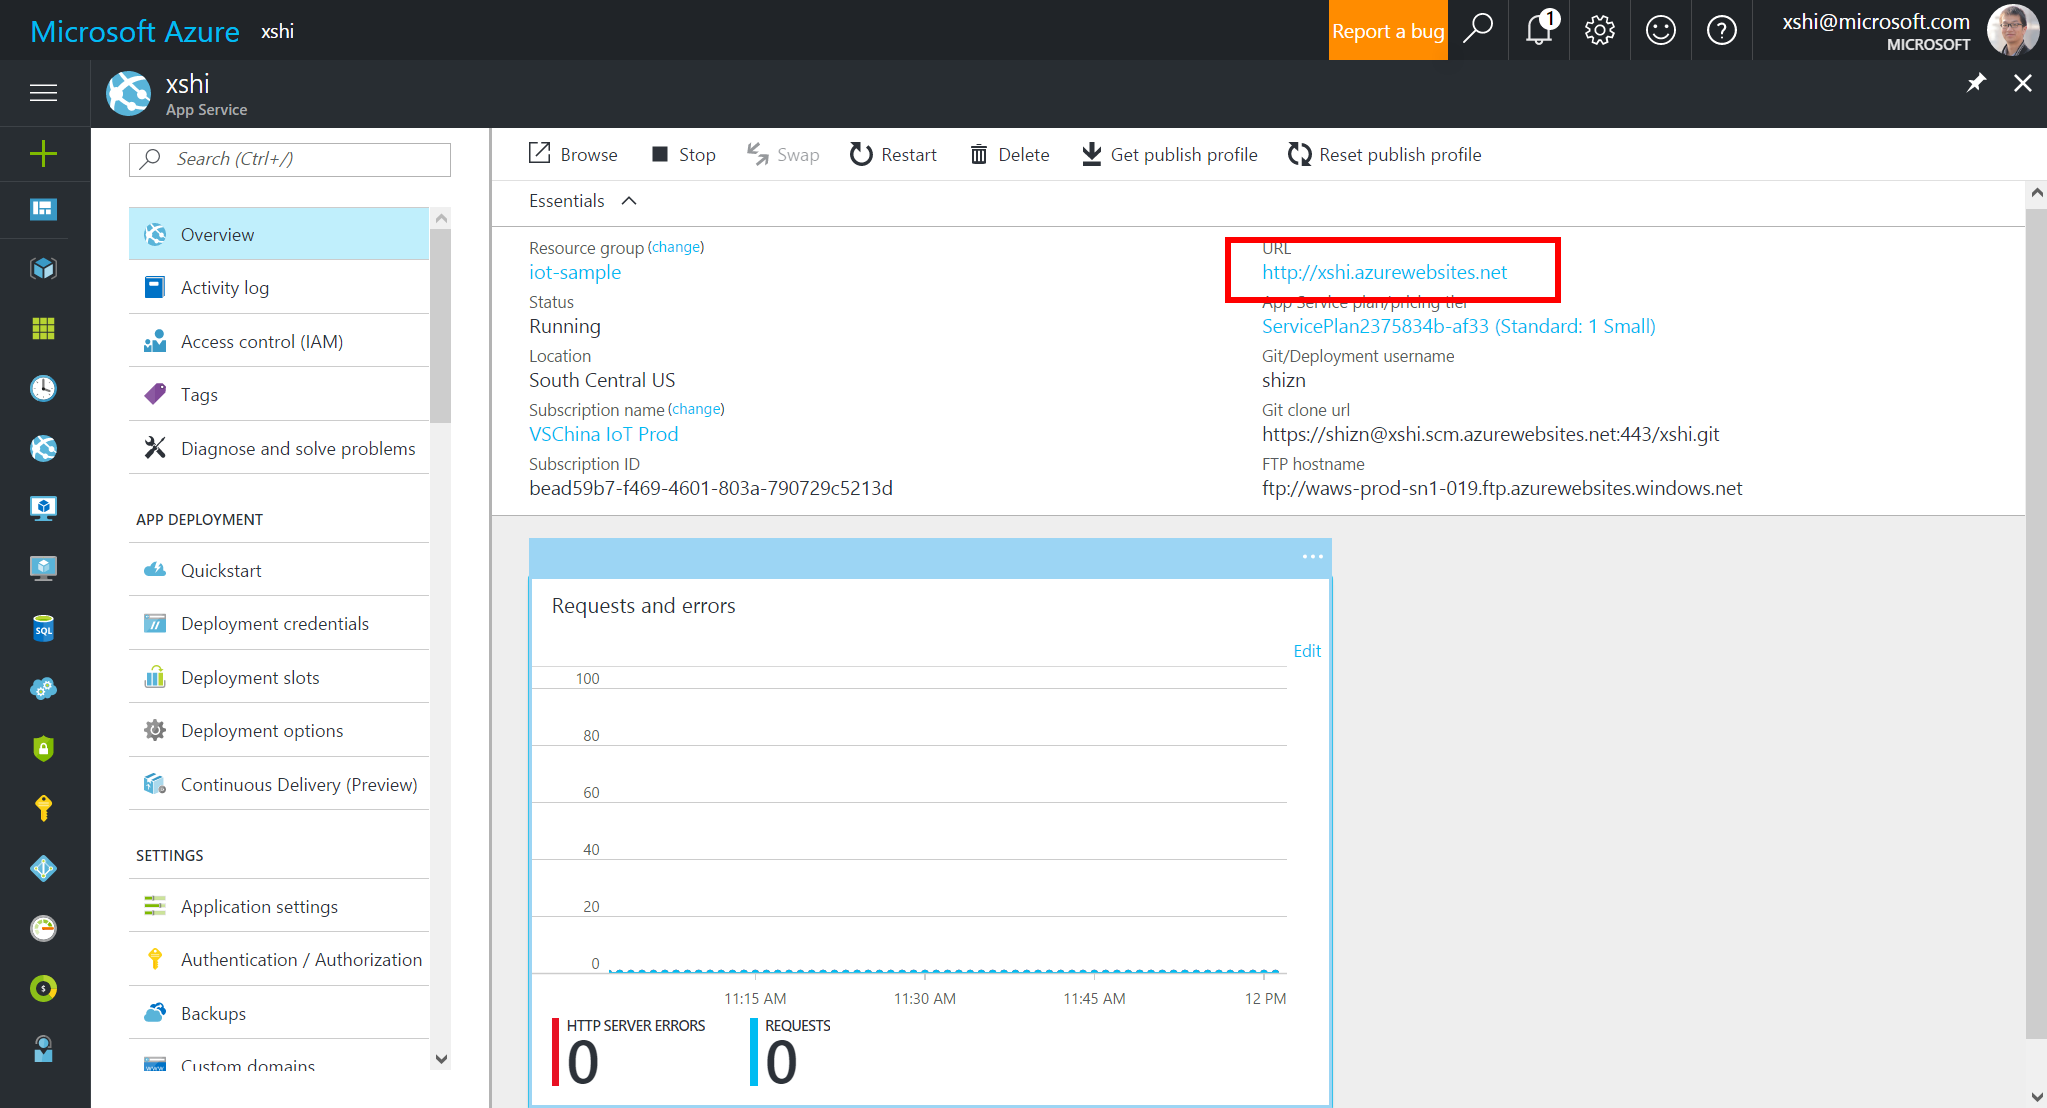 Microsoft Azure xshi
Report a bug
1
xshi@microsoft.com
MICROSOFT
xshi
App Service
Search (Ctrl+/)
Overview
Activity log
Access control (IAM)
Tags
Diagnose and solve problems
APP DEPLOYMENT
Quickstart
Deployment credentials
Deployment slots
Deployment options
Continuous Delivery (Preview)
SETTINGS
Application settings
Authentication / Authorization
Backups
Custom domains
SQL
Browse Stop Swap Restart Delete Get publish profile Reset publish profile
Essentials
Resource group (change)
iot-sample
Status
Running
Location
South Central US
Subscription name (change)
VSChina IoT Prod
Subscription ID
bead59b7-f469-4601-803a-790729c5213d
URL
http://xshi.azurewebsites.net
App Service plan/pricing tier
ServicePlan2375834b-af33 (Standard: 1 Small)
Git/Deployment username
shizn
Git clone url
https://shizn@xshi.scm.azurewebsites.net:443/xshi.git
FTP hostname
ftp://waws-prod-sn1-019.ftp.azurewebsites.windows.net
Requests and errors
Edit
100
80
60
40
20
0
11:15 AM 11:30 AM 11:45 AM 12 PM
HTTP SERVER ERRORS
0
REQUESTS
0